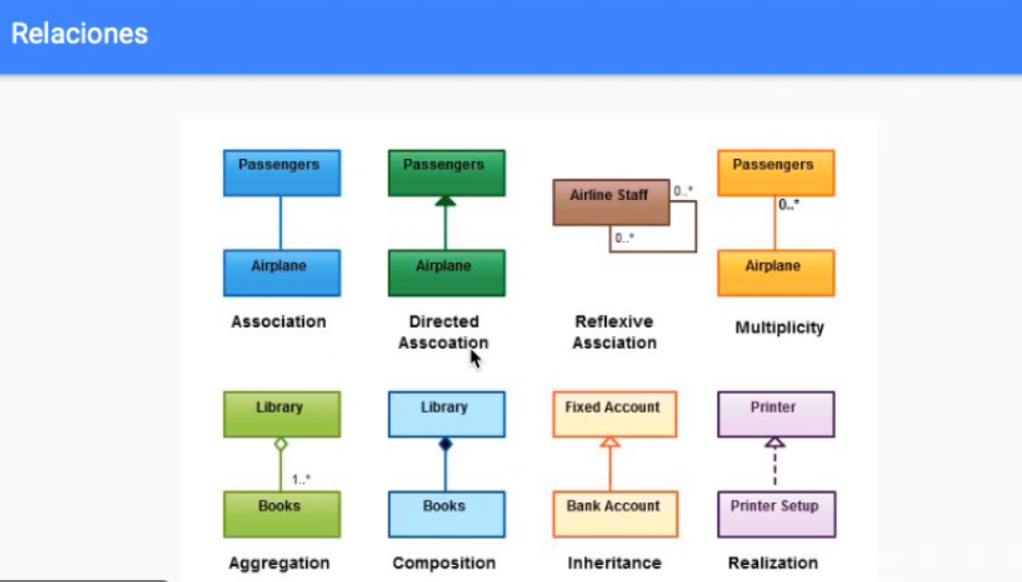 Relaciones
Passengers
Passengers
Airline Staff
0..*
0..*
Passengers
0..*
Airplane
Airplane
Airplane
Association
Directed
Asscoation
Reflexive
Assciation
Multiplicity
Library
Library
Fixed Account
Printer
1..*
Books
Books
Bank Account
Printer Setup
Aggregation
Composition
Inheritance
Realization